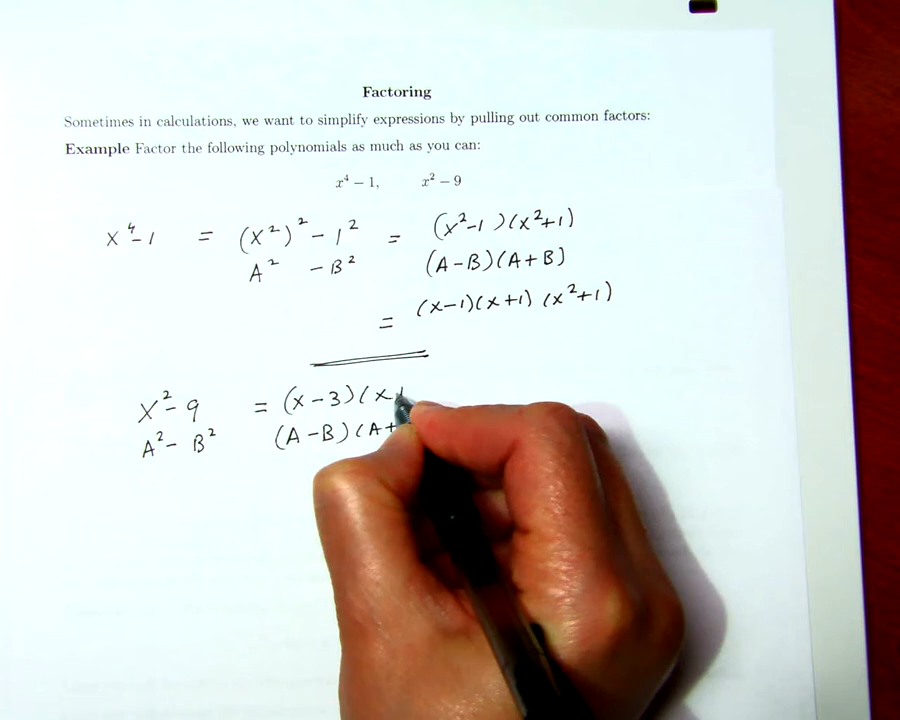 Factoring
Sometimes in calculations, we want to simplify expressions by pulling out common factors:
Example Factor the following polynomials as much as you can:
x⁴ − 1, x² − 9
x⁴-1 = (x²)² - 1² = (x²-1)(x²+1)
A² - B² (A-B)(A+B)
= (x-1)(x+1)(x²+1)
x²-9 = (x-3)(x
A²- B² (A-B)(A+